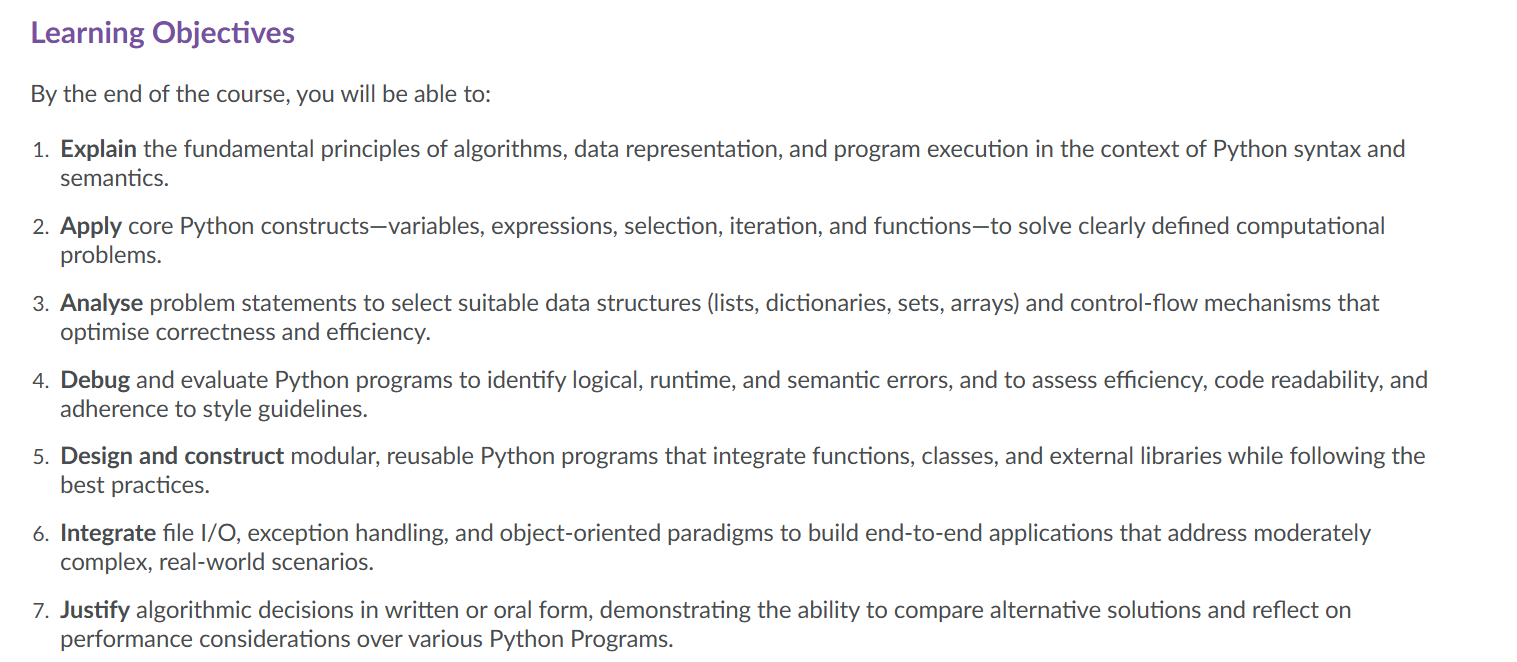 Learning Objectives
By the end of the course, you will be able to:
1. Explain the fundamental principles of algorithms, data representation, and program execution in the context of Python syntax and
semantics.
2. Apply core Python constructs—variables, expressions, selection, iteration, and functions—to solve clearly defined computational
problems.
3. Analyse problem statements to select suitable data structures (lists, dictionaries, sets, arrays) and control-flow mechanisms that
optimise correctness and efficiency.
4. Debug and evaluate Python programs to identify logical, runtime, and semantic errors, and to assess efficiency, code readability, and
adherence to style guidelines.
5. Design and construct modular, reusable Python programs that integrate functions, classes, and external libraries while following the
best practices.
6. Integrate file I/O, exception handling, and object-oriented paradigms to build end-to-end applications that address moderately
complex, real-world scenarios.
7. Justify algorithmic decisions in written or oral form, demonstrating the ability to compare alternative solutions and reflect on
performance considerations over various Python Programs.